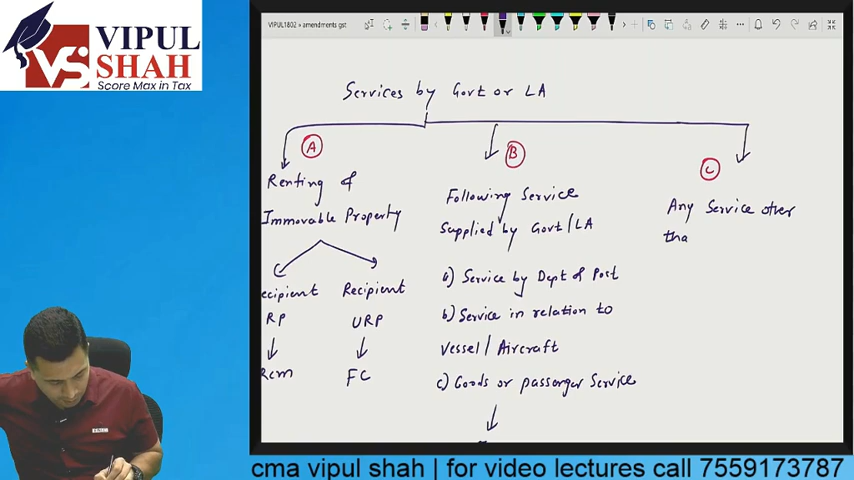 VIPUL
SHAH
VS
Score Max in Tax
VIPUL1802 + amendments gst
Services by Govt or LA
A
Renting of
Immovable Property
ecipient
RP
Rcm
Recipient
URP
FC
B
Following Service
Supplied by Govt/LA
a) Service by Dept of Post
b) Service in relation to
Vessel/Aircraft
c) Goods or passenger Service
C
Any Service other
tha
cma vipul shah | for video lectures call 7559173787